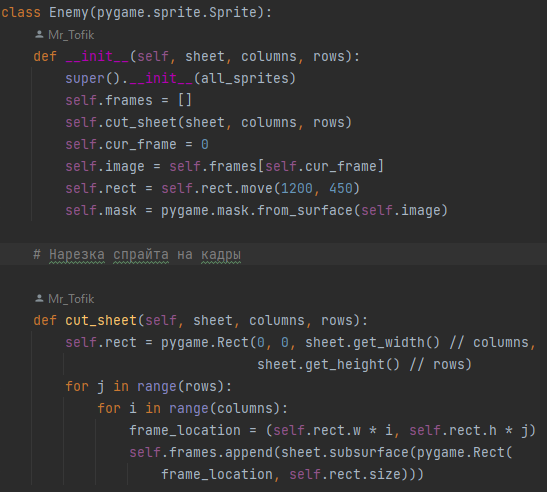 class Enemy(pygame.sprite.Sprite):
Mr_Tofik
def __init__(self, sheet, columns, rows):
super().__init__(all_sprites)
self.frames = []
self.cut_sheet(sheet, columns, rows)
self.cur_frame = 0
self.image = self.frames[self.cur_frame]
self.rect = self.rect.move(1200, 450)
self.mask = pygame.mask.from_surface(self.image)
# Нарезка спрайта на кадры
Mr_Tofik
def cut_sheet(self, sheet, columns, rows):
self.rect = pygame.Rect(0, 0, sheet.get_width() // columns,
sheet.get_height() // rows)
for j in range(rows):
for i in range(columns):
frame_location = (self.rect.w * i, self.rect.h * j)
self.frames.append(sheet.subsurface(pygame.Rect(
frame_location, self.rect.size)))